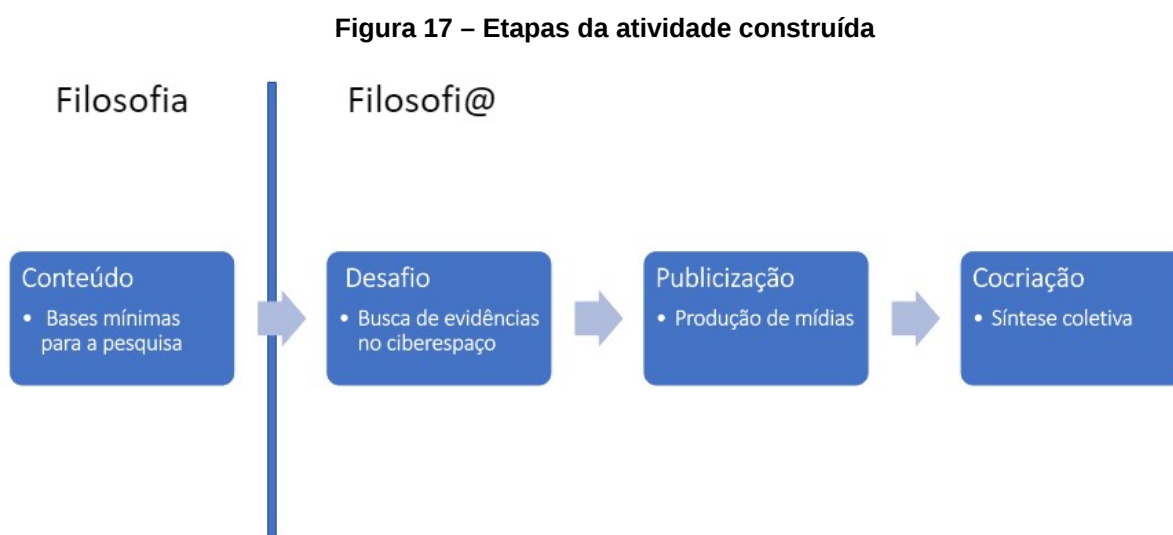 Figura 17 – Etapas da atividade construída
Filosofia
Filosofi@
Conteúdo
• Bases mínimas
para a pesquisa
Desafio
• Busca de evidências
no ciberespaço
Publicização
• Produção de mídias
Cocriação
• Síntese coletiva